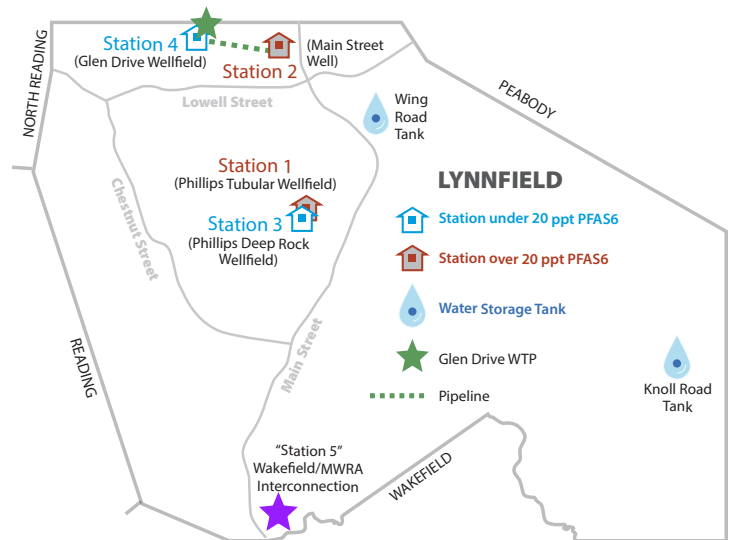 Station 4
(Glen Drive Wellfield)
Station 2
(Main Street
Well)
NORTH READING
Lowell Street
PEABODY
Wing
Road
Tank
Station 1
(Phillips Tubular Wellfield)
Station 3
(Phillips Deep Rock
Wellfield)
Chestnut Street
LYNNFIELD
Station under 20 ppt PFAS6
Station over 20 ppt PFAS6
Water Storage Tank
Glen Drive WTP
Pipeline
READING
Main Street
Knoll Road
Tank
"Station 5"
Wakefield/MWRA
Interconnection
WAKEFIELD